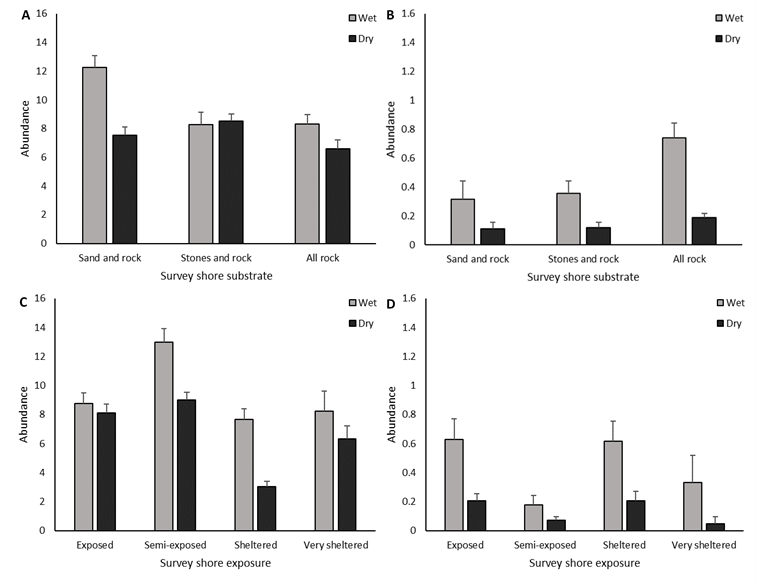 A
Wet
Dry
16
14
12
10
8
6
4
2
0
Abundance
Sand and rock Stones and rock All rock
Survey shore substrate
B
Wet
Dry
1.6
1.4
1.2
1
0.8
0.6
0.4
0.2
0
Abundance
Sand and rock Stones and rock All rock
Survey shore substrate
C
Wet
Dry
16
14
12
10
8
6
4
2
0
Abundance
Exposed Semi-exposed Sheltered Very sheltered
Survey shore exposure
D
Wet
Dry
1.6
1.4
1.2
1
0.8
0.6
0.4
0.2
0
Abundance
Exposed Semi-exposed Sheltered Very sheltered
Survey shore exposure